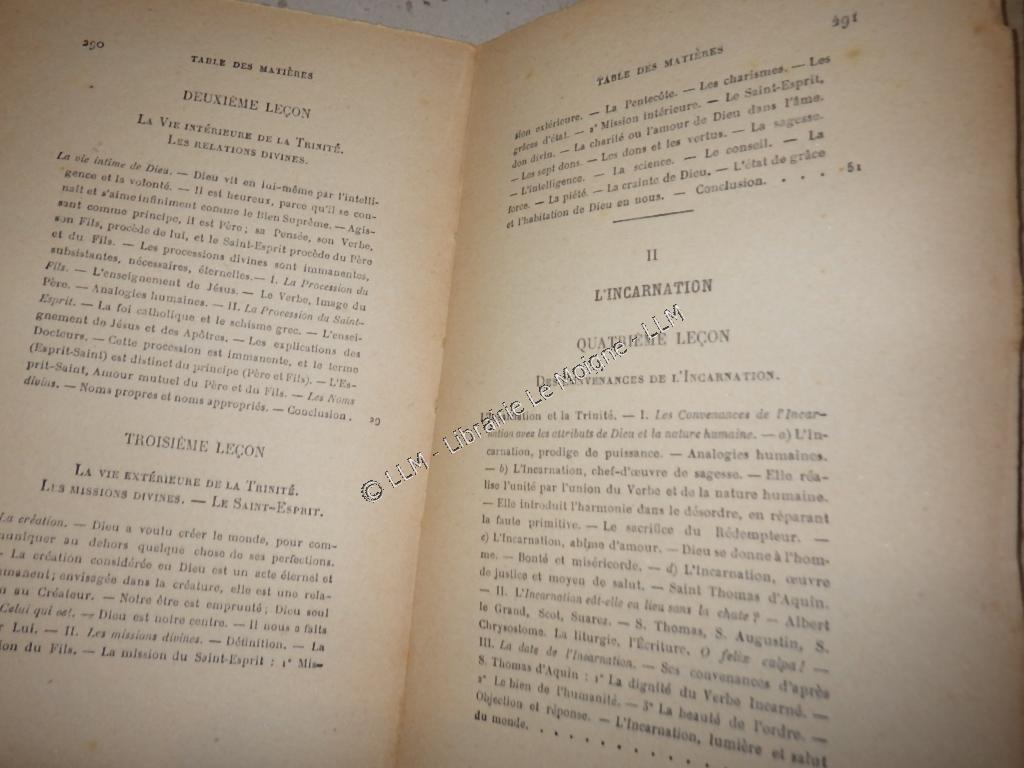 290
TABLE DES MATIÈRES
DEUXIÈME LEÇON
LA VIE INTÉRIEURE DE LA TRINITÉ.
LES RELATIONS DIVINES.
La vie intime de Dieu. — Dieu vit en lui-même par l'intelli-
gence et la volonté. — Il est heureux, parce qu'il se con-
naît et s'aime infiniment comme le Bien Suprême. — Agis-
sant comme principe, il est Père ; sa Pensée, son Verbe,
son Fils, procède de lui, et le Saint-Esprit procède du Père
et du Fils. — Les processions divines sont immanentes,
subsistantes, nécessaires, éternelles. — I. La Procession du
Fils. — L'enseignement de Jésus. — Le Verbe, Image du
Père. — Analogies humaines. — II. La Procession du Saint-
Esprit. — La foi catholique et le schisme grec. — L'ensei-
gnement de Jésus et des Apôtres. — Les explications des
Docteurs. — Cette procession est immanente, et le terme
(Esprit-Saint) est distinct du principe (Père et Fils). — L'Es-
prit-Saint, Amour mutuel du Père et du Fils. — Les Noms
divins. — Noms propres et noms appropriés. — Conclusion. 29
TROISIÈME LEÇON
LA VIE EXTÉRIEURE DE LA TRINITÉ.
LES MISSIONS DIVINES. — LE SAINT-ESPRIT.
La création. — Dieu a voulu créer le monde, pour com-
muniquer au dehors quelque chose de ses perfections.
— La création considérée en Dieu est un acte éternel et
; envisagée dans la créature, elle est une rela-
au Créateur. — Notre être est emprunté ; Dieu seul
Celui qui est. — Dieu est notre centre. — Il nous a faits
Lui. — II. Les missions divines. — Définition. — La
du Fils. — La mission du Saint-Esprit : 1° Mis-
291
TABLE DES MATIÈRES
sion extérieure. — La Pentecôte. — Les charismes. — Les
grâces d'état. — 2° Mission intérieure. — Le Saint-Esprit,
don divin. — La charité ou l'amour de Dieu dans l'âme.
— Les sept dons. — Les dons et les vertus. — La sagesse.
— L'intelligence. — La science. — Le conseil. — La
force. — La piété. — La crainte de Dieu. — L'état de grâce
et l'habitation de Dieu en nous. — Conclusion. . . . . 51
II
L'INCARNATION
QUATRIÈME LEÇON
DES CONVENANCES DE L'INCARNATION.
L'Incarnation et la Trinité. — I. Les Convenances de l'Incar-
nation avec les attributs de Dieu et la nature humaine. — a) L'In-
carnation, prodige de puissance. — Analogies humaines.
— b) L'Incarnation, chef-d'œuvre de sagesse. — Elle réa-
lise l'unité par l'union du Verbe et de la nature humaine.
— Elle introduit l'harmonie dans le désordre, en réparant
la faute primitive. — Le sacrifice du Rédempteur. —
c) L'Incarnation, abîme d'amour. — Dieu se donne à l'hom-
me. — Bonté et miséricorde. — d) L'Incarnation, œuvre
de justice et moyen de salut. — Saint Thomas d'Aquin.
— II. L'Incarnation edt-elle eu lieu sans la chute ? — Albert
le Grand, Scot, Suarez. — S. Thomas, S. Augustin, S.
Chrysostome. La liturgie, l'Écriture, O felix culpa ! —
III. La date de l'Incarnation. — Ses convenances d'après
S. Thomas d'Aquin : 1° La dignité du Verbe Incarné. —
2° Le bien de l'humanité. — 3° La beauté de l'ordre. —
Objection et réponse. — L'Incarnation, lumière et salut
du monde. . . . . . . . . .
© LLM - Librairie Le Moigne - LLM